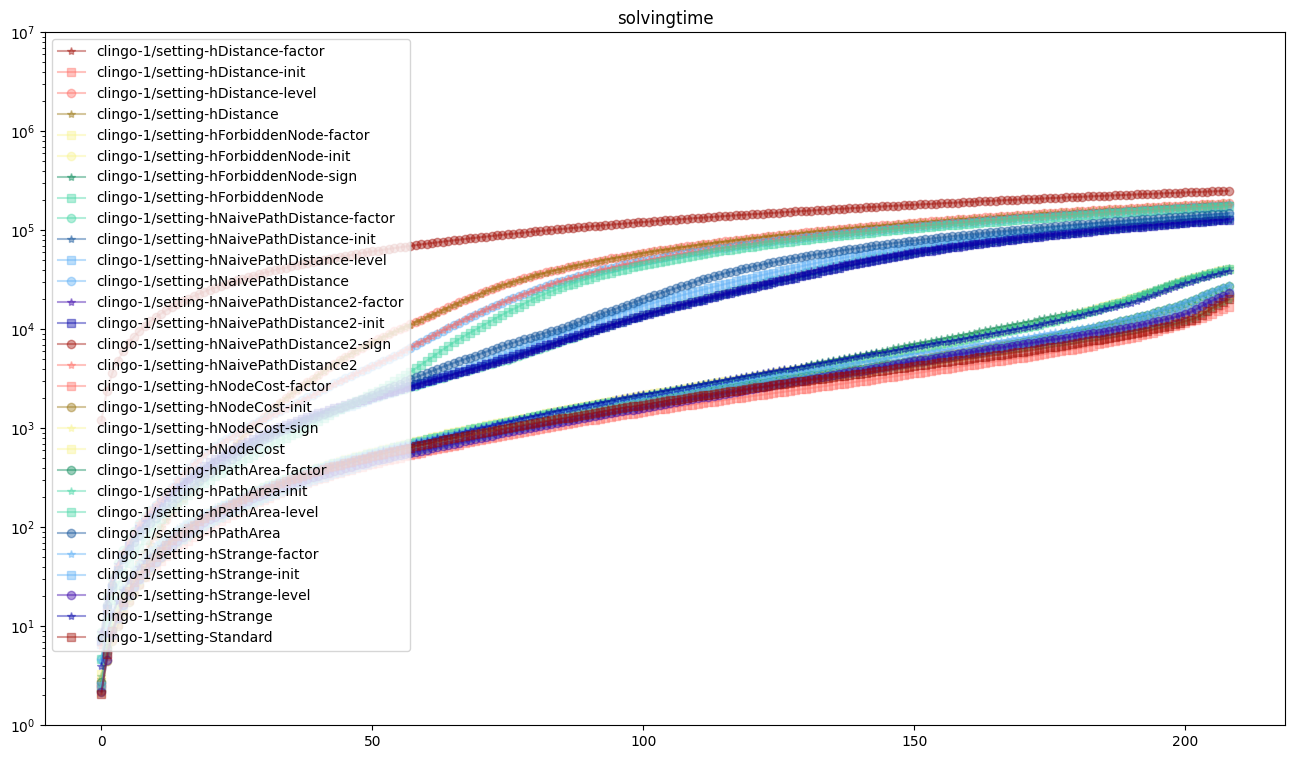 solvingtime
10^7
10^6
10^5
10^4
10^3
10^2
10^1
10^0
clingo-1/setting-hDistance-factor
clingo-1/setting-hDistance-init
clingo-1/setting-hDistance-level
clingo-1/setting-hDistance
clingo-1/setting-hForbiddenNode-factor
clingo-1/setting-hForbiddenNode-init
clingo-1/setting-hForbiddenNode-sign
clingo-1/setting-hForbiddenNode
clingo-1/setting-hNaivePathDistance-factor
clingo-1/setting-hNaivePathDistance-init
clingo-1/setting-hNaivePathDistance-level
clingo-1/setting-hNaivePathDistance
clingo-1/setting-hNaivePathDistance2-factor
clingo-1/setting-hNaivePathDistance2-init
clingo-1/setting-hNaivePathDistance2-sign
clingo-1/setting-hNaivePathDistance2
clingo-1/setting-hNodeCost-factor
clingo-1/setting-hNodeCost-init
clingo-1/setting-hNodeCost-sign
clingo-1/setting-hNodeCost
clingo-1/setting-hPathArea-factor
clingo-1/setting-hPathArea-init
clingo-1/setting-hPathArea-level
clingo-1/setting-hPathArea
clingo-1/setting-hStrange-factor
clingo-1/setting-hStrange-init
clingo-1/setting-hStrange-level
clingo-1/setting-hStrange
clingo-1/setting-Standard
0 50 100 150 200